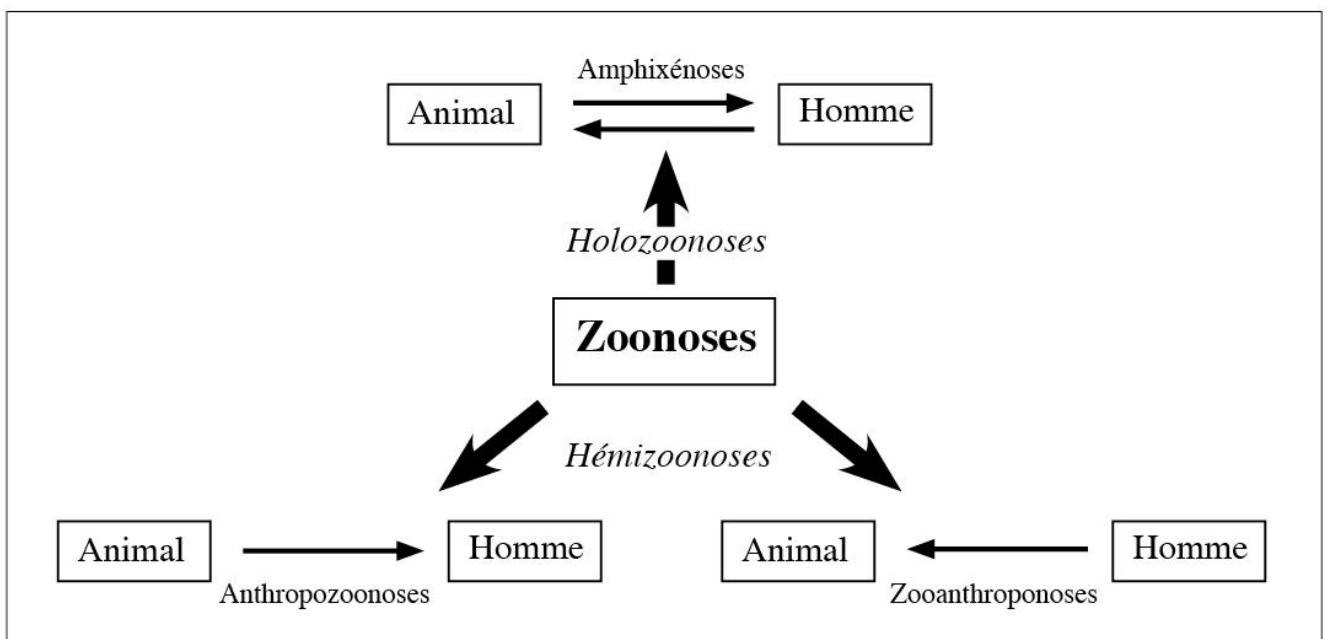 Amphixénoses
Animal
Homme
Holozoonoses
Zoonoses
Hémizoonoses
Animal
Homme
Animal
Homme
Anthropozoonoses
Zooanthroponoses